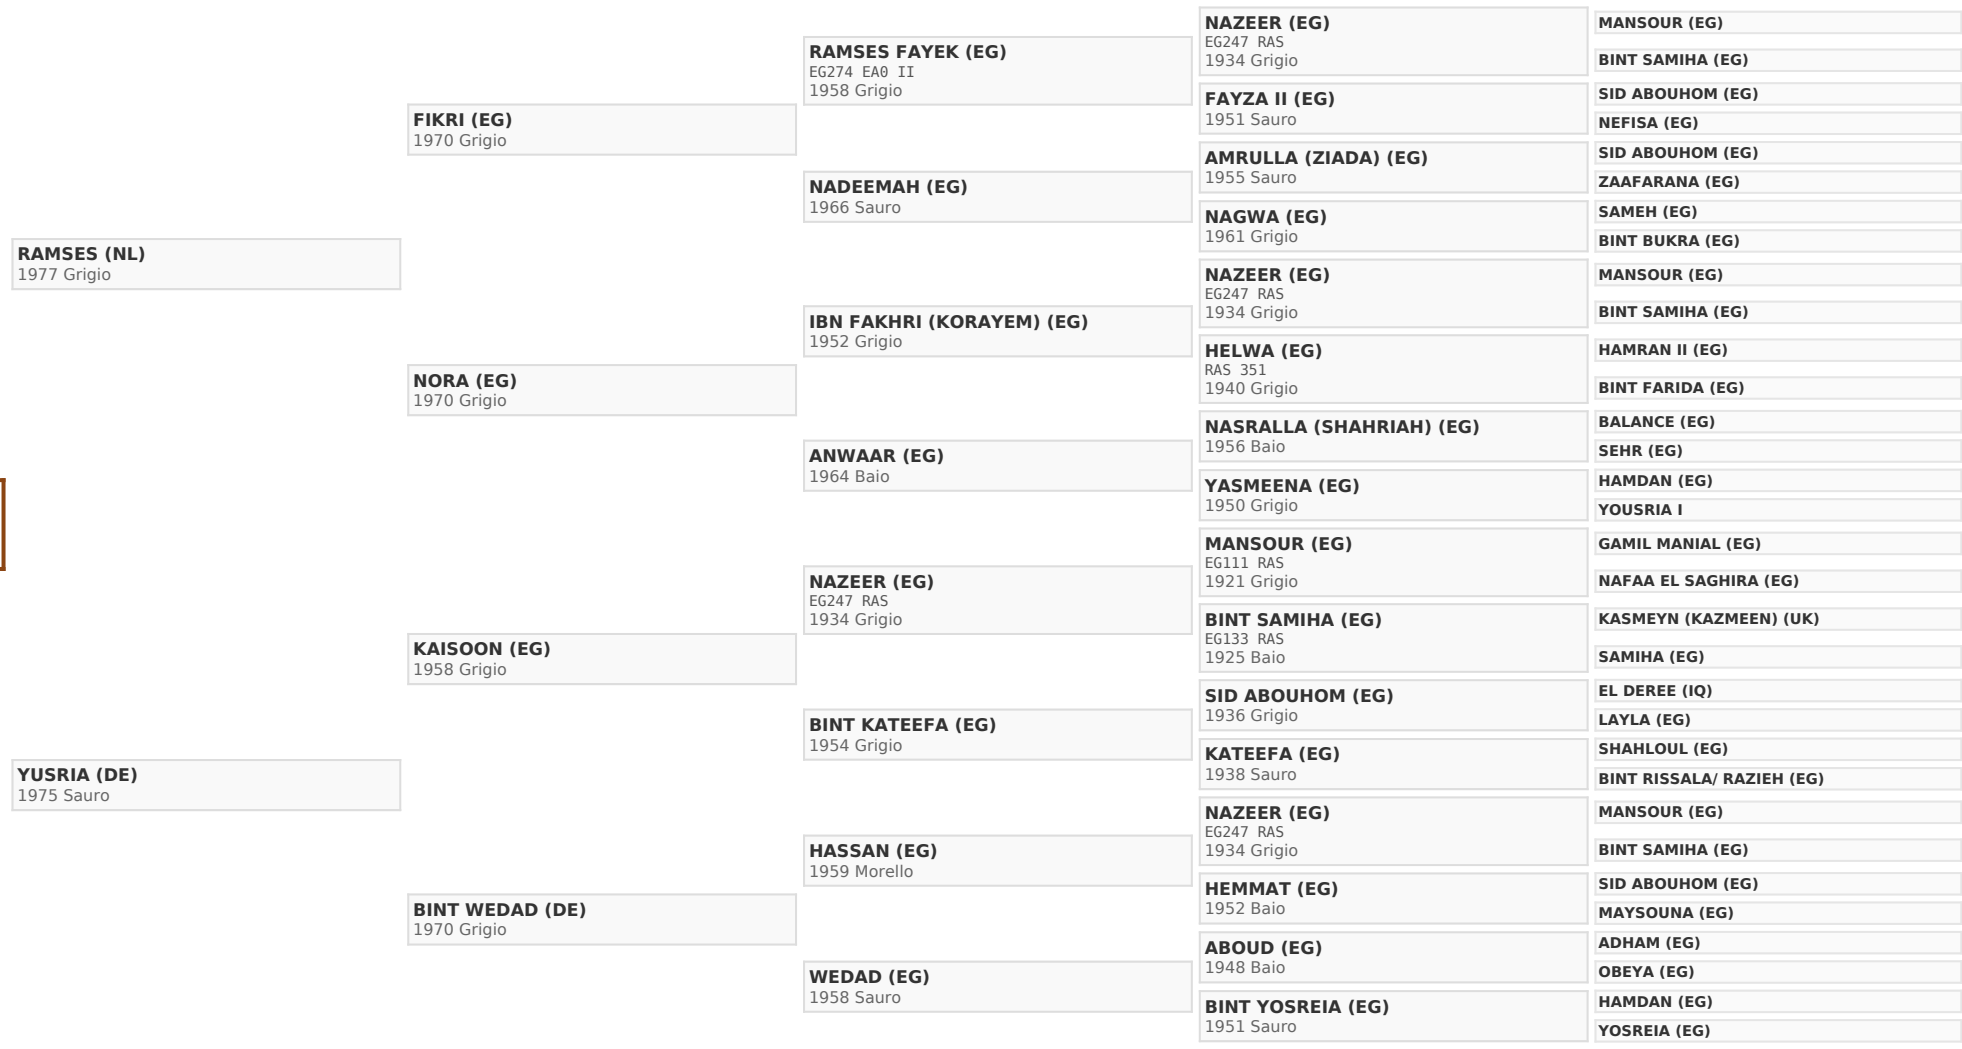 RAMSES (NL)
1977 Grigio
YUSRIA (DE)
1975 Sauro
FIKRI (EG)
1970 Grigio
NORA (EG)
1970 Grigio
KAISOON (EG)
1958 Grigio
BINT WEDAD (DE)
1970 Grigio
RAMSES FAYEK (EG)
EG274 EAO II
1958 Grigio
NADEEMAH (EG)
1966 Sauro
IBN FAKHRI (KORAYEM) (EG)
1952 Grigio
ANWAAR (EG)
1964 Baio
NAZEER (EG)
EG247 RAS
1934 Grigio
BINT KATEEFA (EG)
1954 Grigio
HASSAN (EG)
1959 Morello
WEDAD (EG)
1958 Sauro
NAZEER (EG)
EG247 RAS
1934 Grigio
FAYZA II (EG)
1951 Sauro
AMRULLA (ZIADA) (EG)
1955 Sauro
NAGWA (EG)
1961 Grigio
NAZEER (EG)
EG247 RAS
1934 Grigio
HELWA (EG)
RAS 351
1940 Grigio
NASRALLA (SHAHRIAH) (EG)
1956 Baio
YASMEENA (EG)
1950 Grigio
MANSOUR (EG)
EG111 RAS
1921 Grigio
BINT SAMIHA (EG)
EG133 RAS
1925 Baio
SID ABOUHOM (EG)
1936 Grigio
KATEEFA (EG)
1938 Sauro
NAZEER (EG)
EG247 RAS
1934 Grigio
HEMMAT (EG)
1952 Baio
ABOUD (EG)
1948 Baio
BINT YOSREIA (EG)
1951 Sauro
MANSOUR (EG)
BINT SAMIHA (EG)
SID ABOUHOM (EG)
NEFISA (EG)
SID ABOUHOM (EG)
ZAAFARANA (EG)
SAMEH (EG)
BINT BUKRA (EG)
MANSOUR (EG)
BINT SAMIHA (EG)
HAMRAN II (EG)
BINT FARIDA (EG)
BALANCE (EG)
SEHR (EG)
HAMDAN (EG)
YOUSRIA I
GAMIL MANIAL (EG)
NAFAA EL SAGHIRA (EG)
KASMEYN (KAZMEEN) (UK)
SAMIHA (EG)
EL DEREE (IQ)
LAYLA (EG)
SHAHLOUL (EG)
BINT RISSALA/ RAZIEH (EG)
MANSOUR (EG)
BINT SAMIHA (EG)
SID ABOUHOM (EG)
MAYSOUNA (EG)
ADHAM (EG)
OBEYA (EG)
HAMDAN (EG)
YOSREIA (EG)